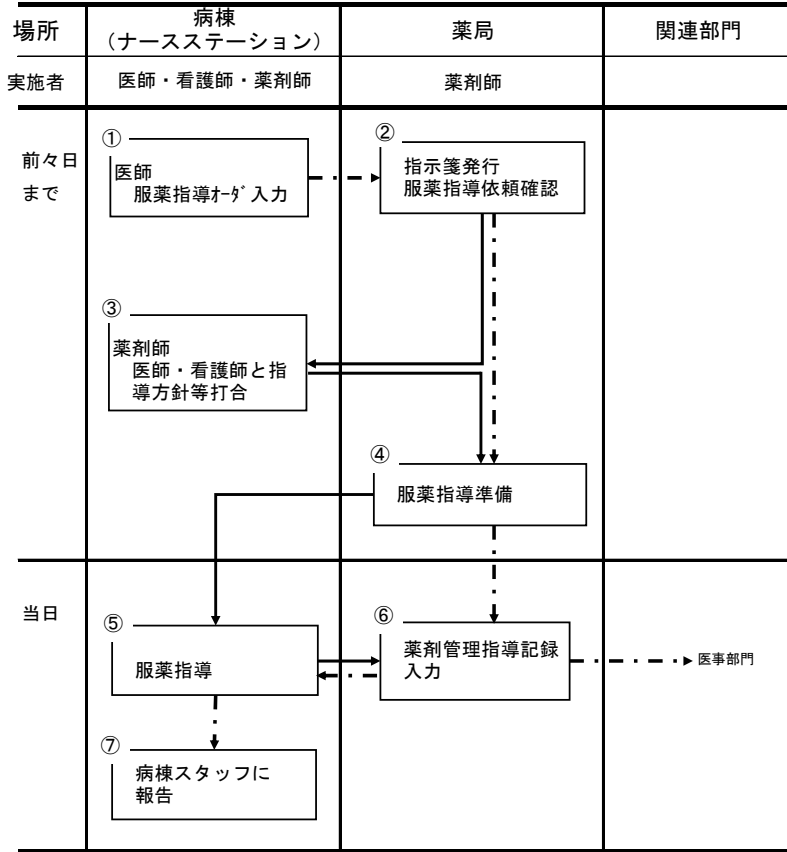 場所
病棟
(ナースステーション)
薬局
関連部門
実施者
医師・看護師・薬剤師
薬剤師
前々日
まで
①
医師
服薬指導ｵｰﾀﾞ入力
②
指示箋発行
服薬指導依頼確認
③
薬剤師
医師・看護師と指
導方針等打合
④
服薬指導準備
当日
⑤
服薬指導
⑥
薬剤管理指導記録
入力
医事部門
⑦
病棟スタッフに
報告